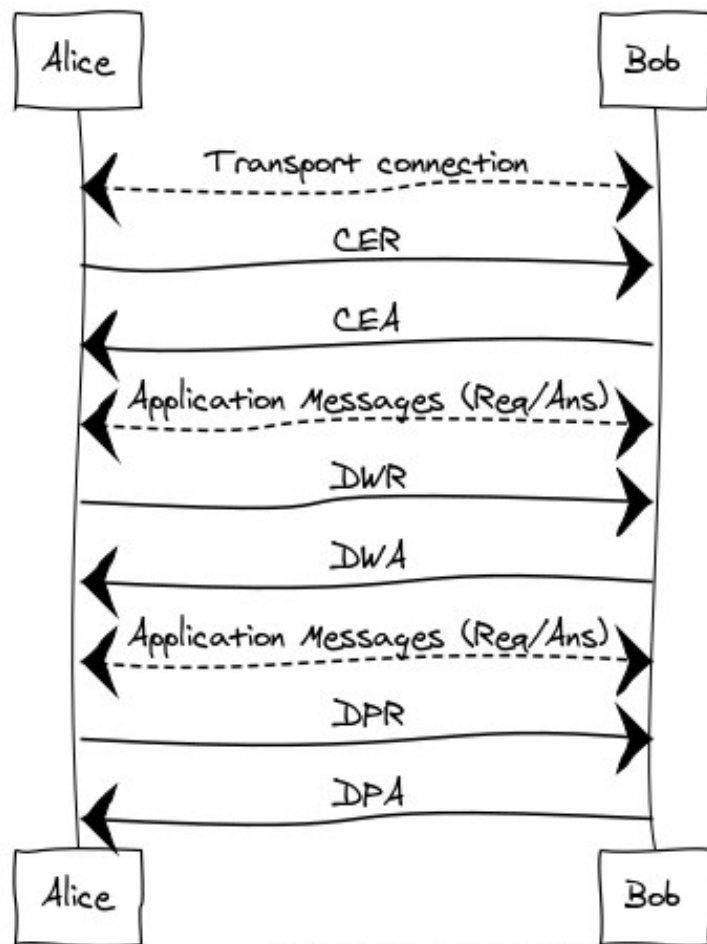 Alice Bob
Transport connection
CER
CEA
Application Messages (Req/Ans)
DWR
DWA
Application Messages (Req/Ans)
DPR
DPA
Alice Bob